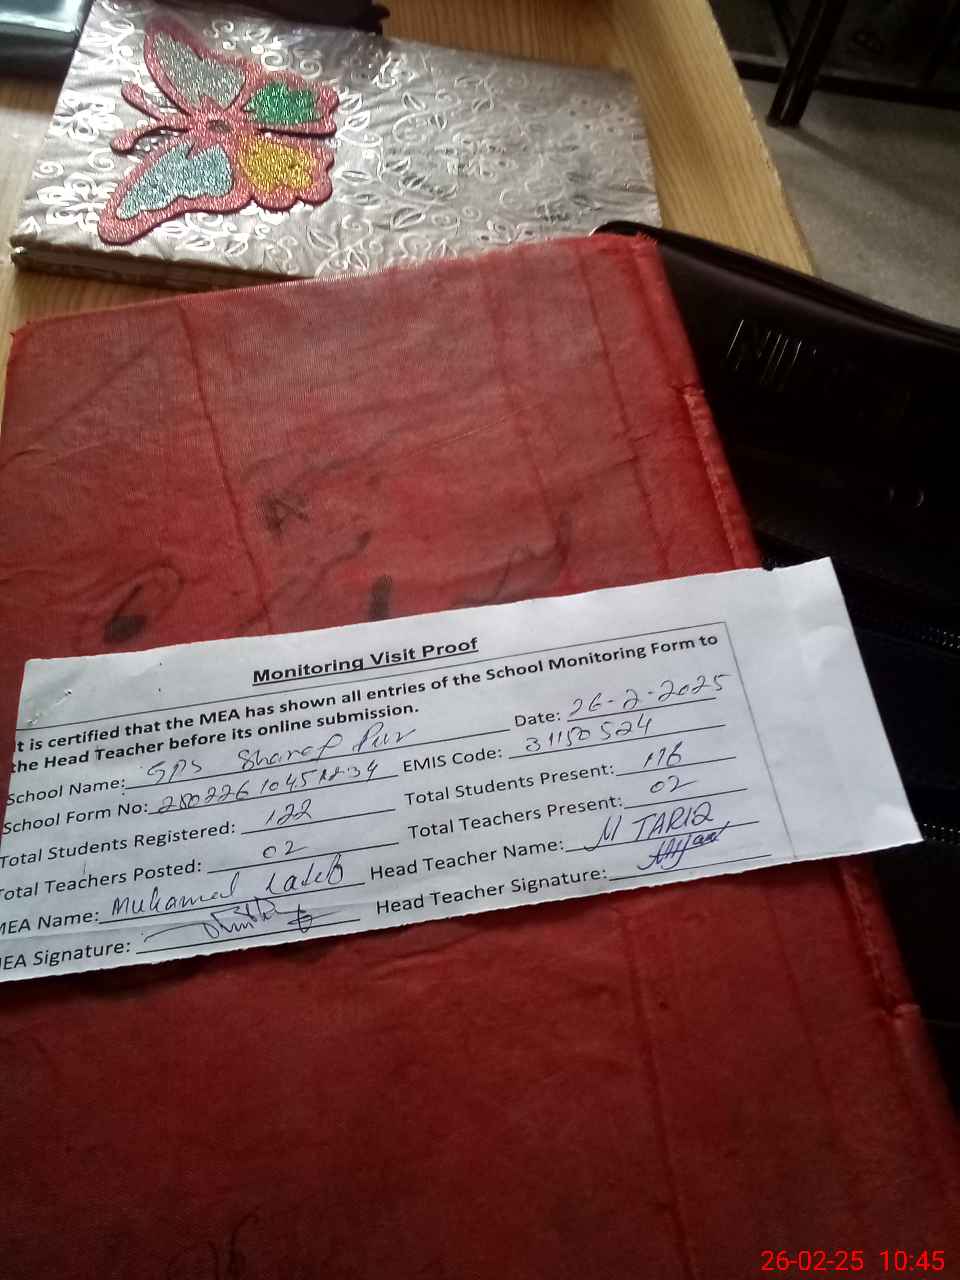 Monitoring Visit Proof
It is certified that the MEA has shown all entries of the School Monitoring Form to
the Head Teacher before its online submission.
Date: 26-2-2025
School Name: GPS Sharaf Pur
EMIS Code: 31150524
School Form No:
Total Students Present: 116
Total Students Registered: 122
Total Teachers Present: 02
Total Teachers Posted: 02
Head Teacher Name: M TARIQ
MEA Name: Muhamed
Head Teacher Signature:
MEA Signature:
26-02-25 10:45